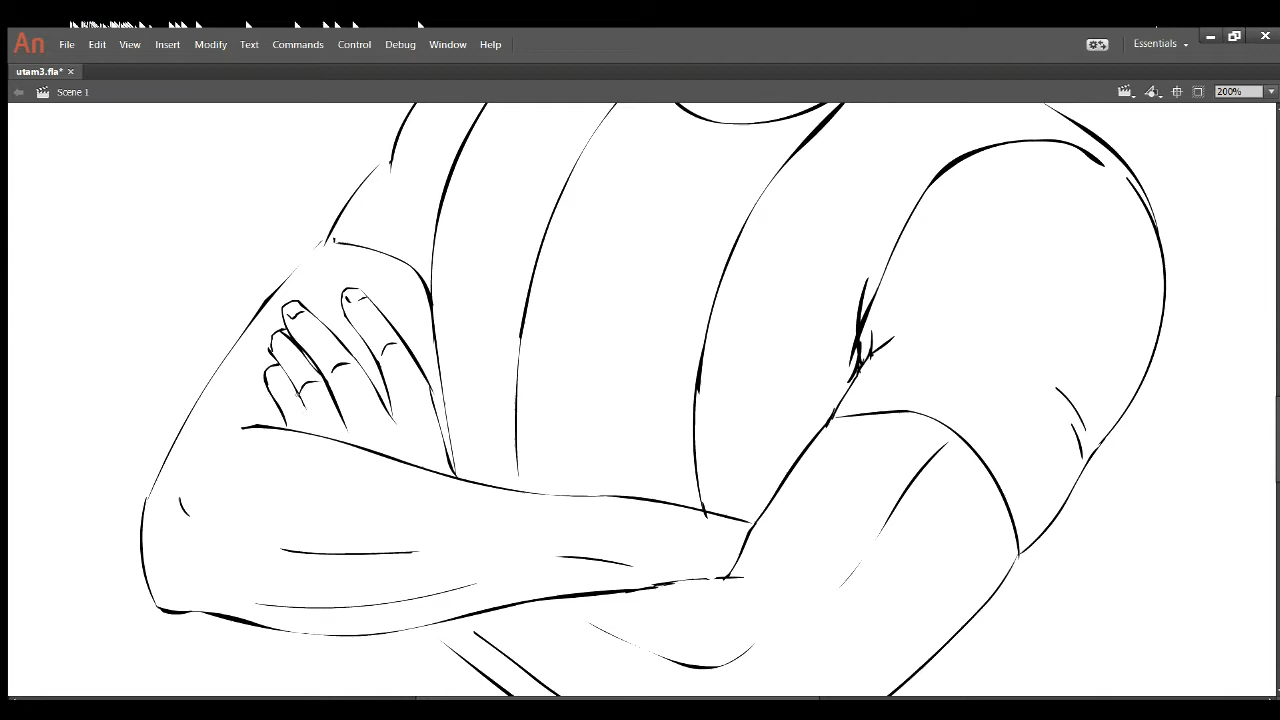 An File Edit View Insert Modify Text Commands Control Debug Window Help Essentials
utam3.fla*
Scene 1 200%